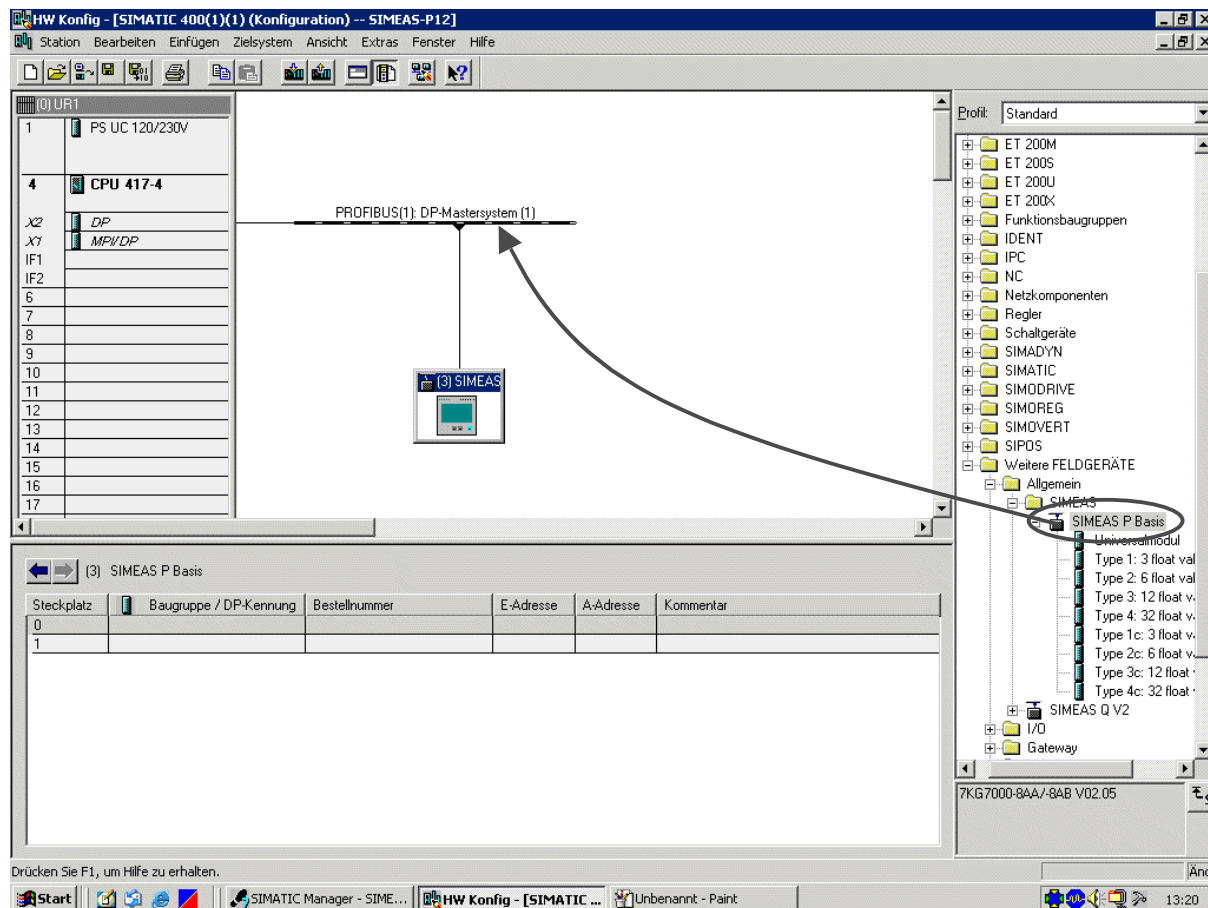 HW Konfig - [SIMATIC 400(1)(1) (Konfiguration) -- SIMEAS-P12]
Station Bearbeiten Einfügen Zielsystem Ansicht Extras Fenster Hilfe
(0) UR1
1 PS UC 120/230V
4 CPU 417-4
X2 DP
X1 MPI/DP
IF1
IF2
6
7
8
9
10
11
12
13
14
15
16
17
PROFIBUS(1): DP-Mastersystem (1)
(3) SIMEAS
Profil: Standard
ET 200M
ET 200S
ET 200U
ET 200X
Funktionsbaugruppen
IDENT
IPC
NC
Netzkomponenten
Regler
Schaltgeräte
SIMADYN
SIMATIC
SIMODRIVE
SIMOREG
SIMOVERT
SIPOS
Weitere FELDGERÄTE
Allgemein
SIMEAS
SIMEAS P Basis
Universalmodul
Type 1: 3 float val
Type 2: 6 float val
Type 3: 12 float v
Type 4: 32 float v
Type 1c: 3 float v
Type 2c: 6 float v
Type 3c: 12 float
Type 4c: 32 float
SIMEAS Q V2
I/O
Gateway
7KG7000-8AA/-8AB V02.05
(3) SIMEAS P Basis
Steckplatz Baugruppe / DP-Kennung Bestellnummer E-Adresse A-Adresse Kommentar
0
1
Drücken Sie F1, um Hilfe zu erhalten.
Änd
Start SIMATIC Manager - SIME... HW Konfig - [SIMATIC ... Unbenannt - Paint 13:20